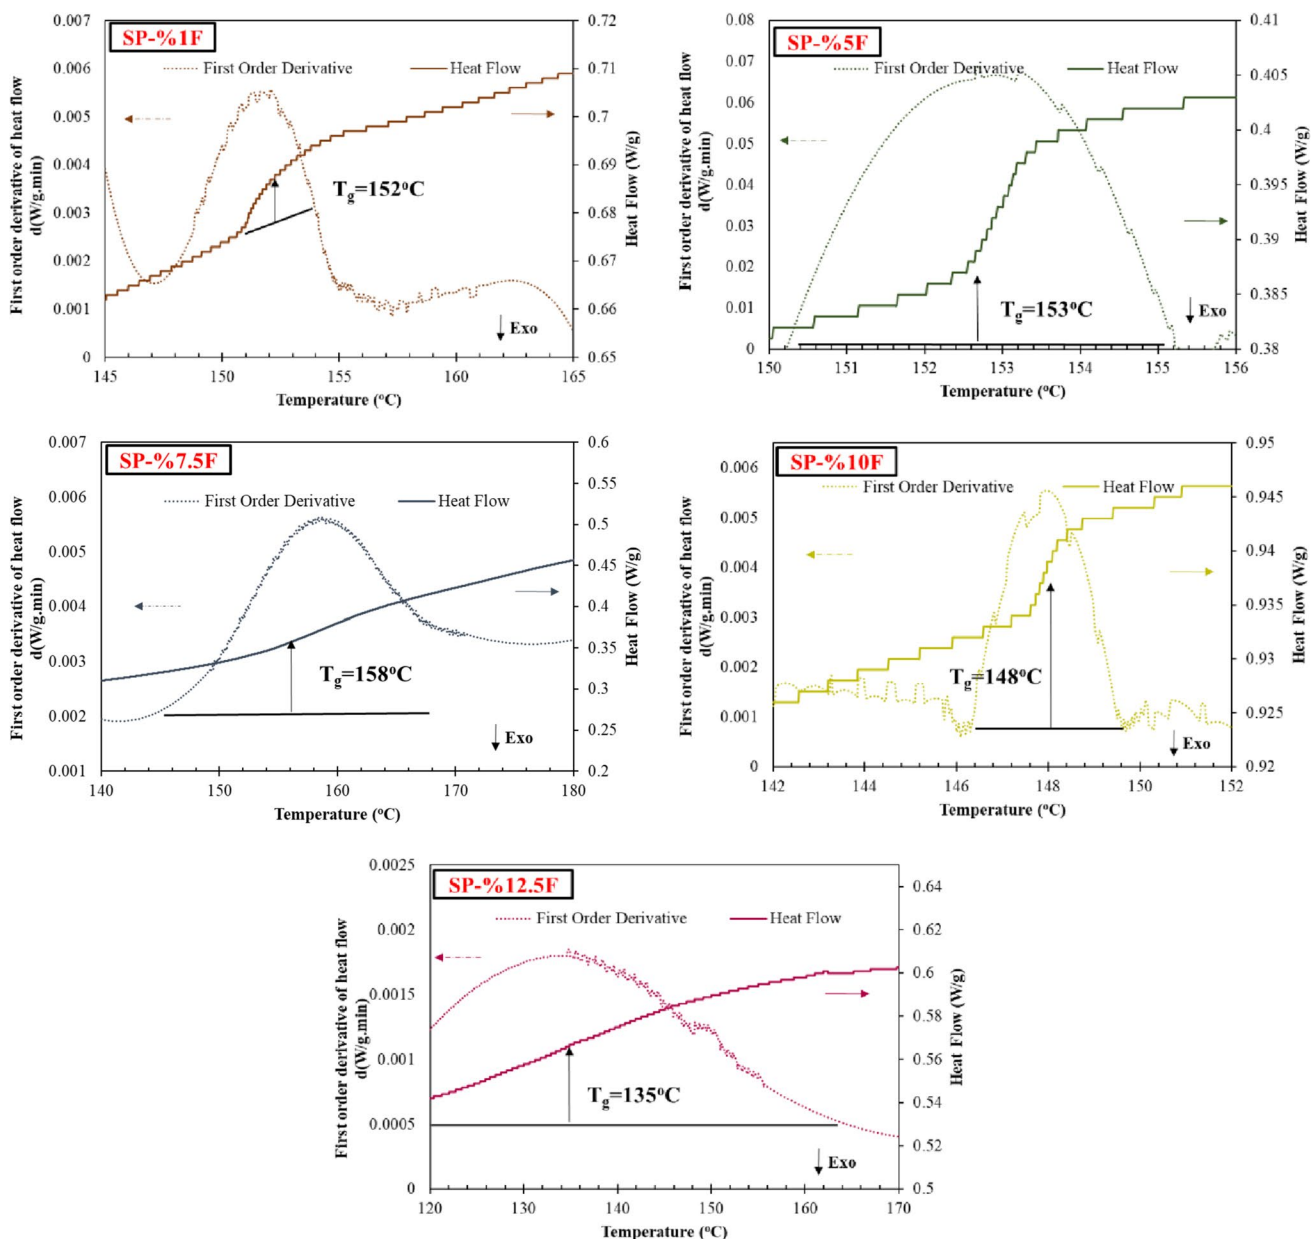 SP-%1F
First Order Derivative
Heat Flow
First order derivative of heat flow
d(W/g.min)
0.007
0.006
0.005
0.004
0.003
0.002
0.001
0
0.72
0.71
0.7
0.69
0.68
0.67
0.66
0.65
Heat Flow (W/g)
Tg=152oC
Exo
145 150 155 160 165
Temperature (oC)
SP-%5F
First Order Derivative
Heat Flow
First order derivative of heat flow
d(W/g.min)
0.08
0.07
0.06
0.05
0.04
0.03
0.02
0.01
0
0.41
0.405
0.4
0.395
0.39
0.385
0.38
Heat Flow (W/g)
Tg=153oC
Exo
150 151 152 153 154 155 156
Temperature (oC)
SP-%7.5F
First Order Derivative
Heat Flow
First order derivative of heat flow
d(W/g.min)
0.007
0.006
0.005
0.004
0.003
0.002
0.001
0.6
0.5
0.45
0.4
0.35
0.3
0.25
0.2
Heat Flow (W/g)
Tg=158oC
Exo
140 150 160 170 180
Temperature (oC)
SP-%10F
First Order Derivative
Heat Flow
First order derivative of heat flow
d(W/g.min)
0.006
0.005
0.004
0.003
0.002
0.001
0
0.95
0.945
0.94
0.935
0.93
0.925
0.92
Heat Flow (W/g)
Tg=148oC
Exo
142 144 146 148 150 152
Temperature (oC)
SP-%12.5F
First Order Derivative
Heat Flow
First order derivative of heat flow
d(W/g.min)
0.0025
0.002
0.0015
0.001
0.0005
0
0.64
0.62
0.6
0.58
0.56
0.54
0.52
0.5
Heat Flow (W/g)
Tg=135oC
Exo
120 130 140 150 160 170
Temperature (oC)